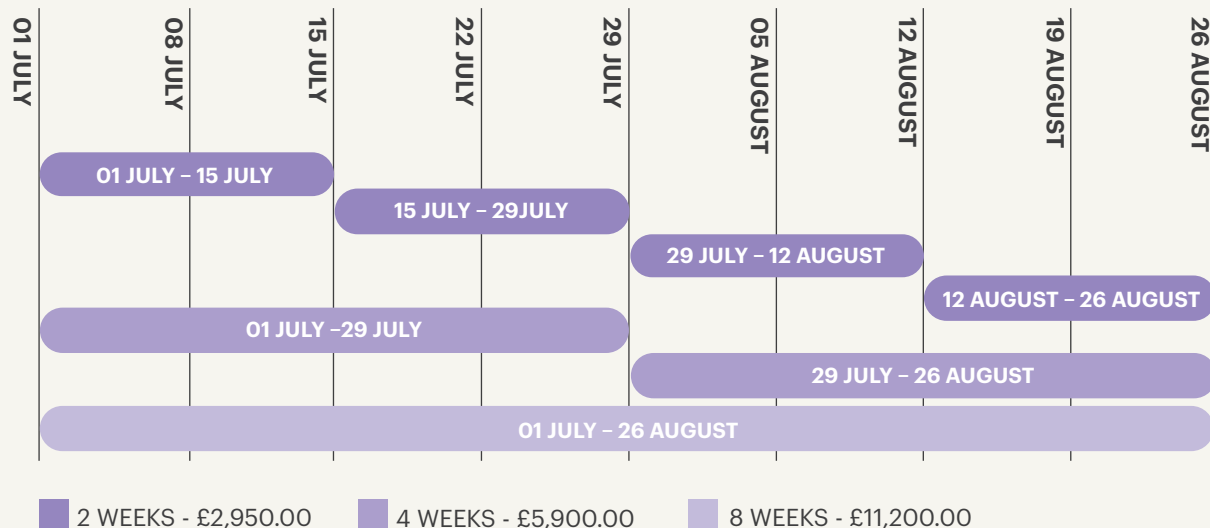 01 JULY
08 JULY
15 JULY
22 JULY
29 JULY
05 AUGUST
12 AUGUST
19 AUGUST
26 AUGUST
01 JULY – 15 JULY
15 JULY – 29JULY
29 JULY – 12 AUGUST
12 AUGUST – 26 AUGUST
01 JULY –29 JULY
29 JULY – 26 AUGUST
01 JULY – 26 AUGUST
2 WEEKS - £2,950.00
4 WEEKS - £5,900.00
8 WEEKS - £11,200.00